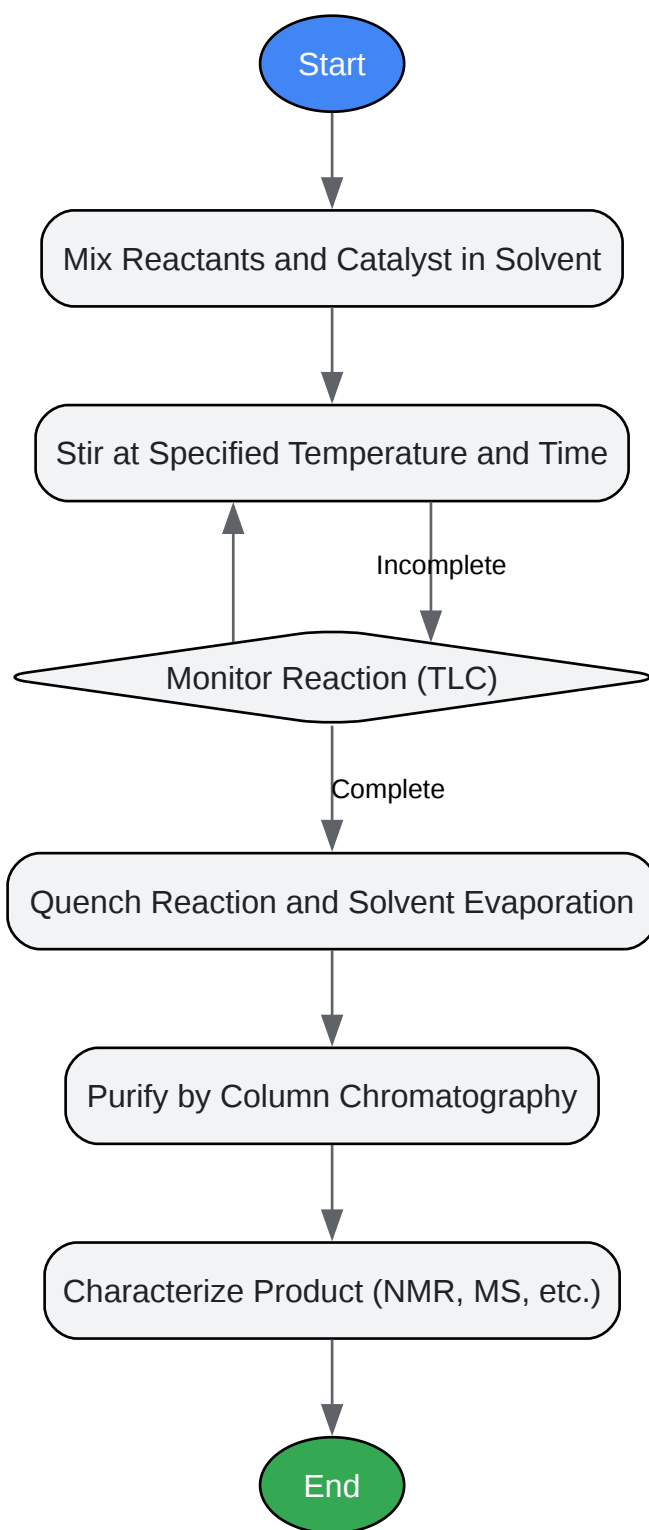 Start
Mix Reactants and Catalyst in Solvent
Stir at Specified Temperature and Time
Incomplete
Monitor Reaction (TLC)
Complete
Quench Reaction and Solvent Evaporation
Purify by Column Chromatography
Characterize Product (NMR, MS, etc.)
End